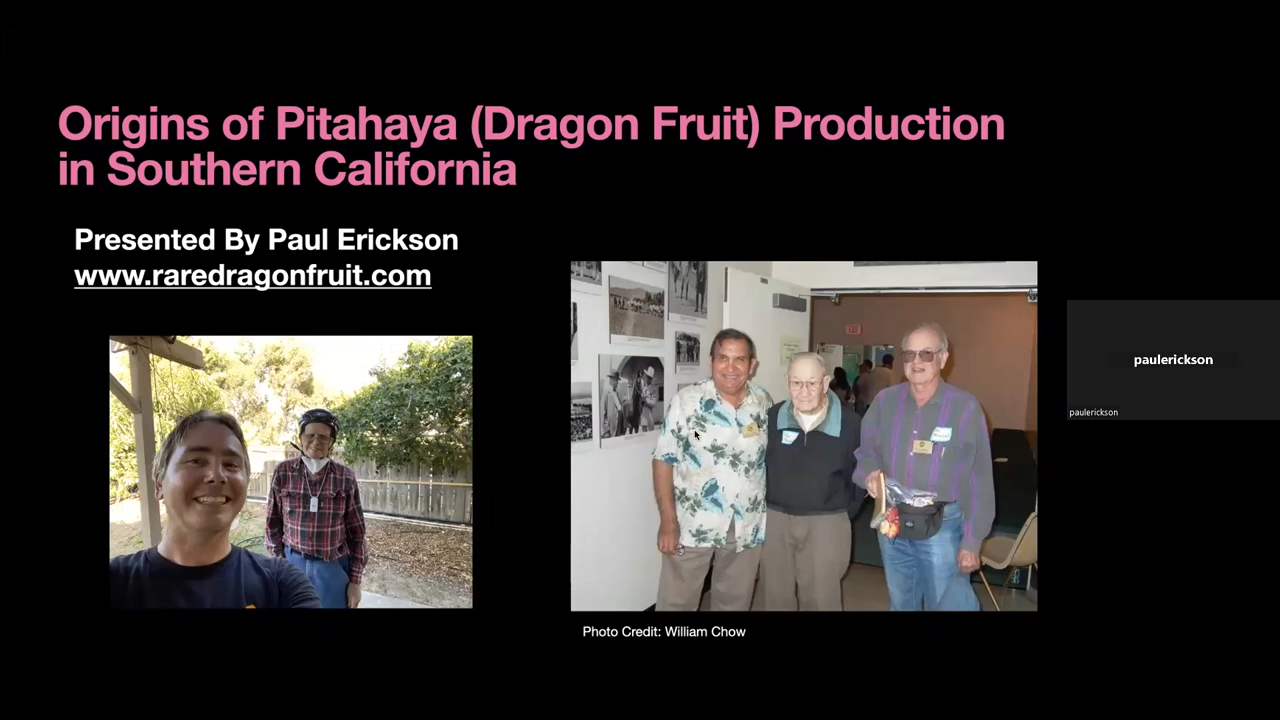 Origins of Pitahaya (Dragon Fruit) Production
in Southern California
Presented By Paul Erickson
www.raredragonfruit.com
paulerickson
paulerickson
Photo Credit: William Chow